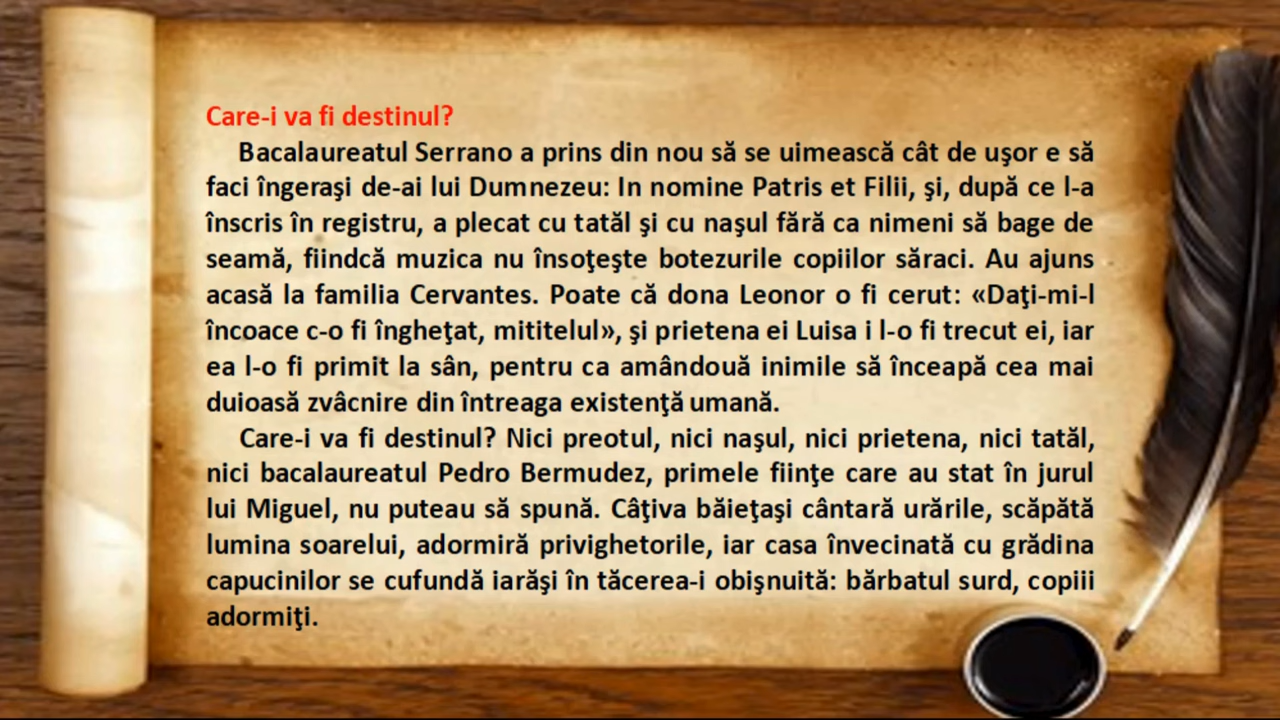 Care-i va fi destinul?
Bacalaureatul Serrano a prins din nou să se uimească cât de uşor e să
faci îngeraşi de-ai lui Dumnezeu: In nomine Patris et Filii, şi, după ce l-a
înscris în registru, a plecat cu tatăl şi cu naşul fără ca nimeni să bage de
seamă, fiindcă muzica nu însoţeşte botezurile copiilor săraci. Au ajuns
acasă la familia Cervantes. Poate că dona Leonor o fi cerut: «Daţi-mi-l
încoace c-o fi îngheţat, mititelul», şi prietena ei Luisa i l-o fi trecut ei, iar
ea l-o fi primit la sân, pentru ca amândouă inimile să înceapă cea mai
duioasă zvâcnire din întreaga existenţă umană.
Care-i va fi destinul? Nici preotul, nici naşul, nici prietena, nici tatăl,
nici bacalaureatul Pedro Bermudez, primele fiinţe care au stat în jurul
lui Miguel, nu puteau să spună. Câţiva băieţaşi cântară urările, scăpătă
lumina soarelui, adormiră privighetorile, iar casa învecinată cu grădina
capucinilor se cufundă iarăşi în tăcerea-i obişnuită: bărbatul surd, copiii
adormiţi.